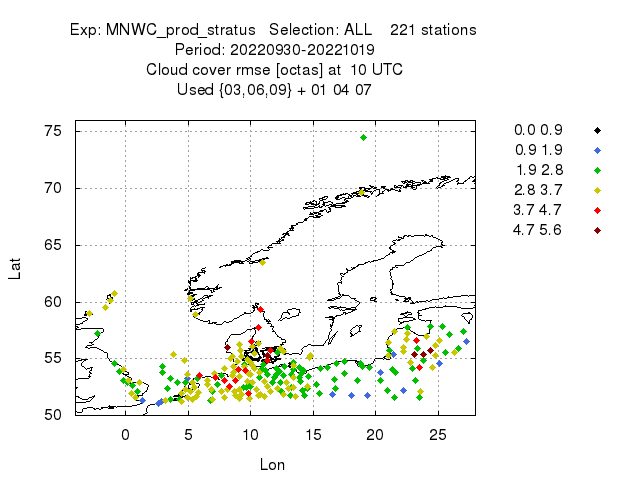 Exp: MNWC_prod_stratus   Selection: ALL    221 stations
Period: 20220930-20221019
Cloud cover rmse [octas] at  10 UTC
Used {03,06,09} + 01 04 07
0.0 0.9
0.9 1.9
1.9 2.8
2.8 3.7
3.7 4.7
4.7 5.6
75
70
65
60
55
50
Lat
0 5 10 15 20 25
Lon